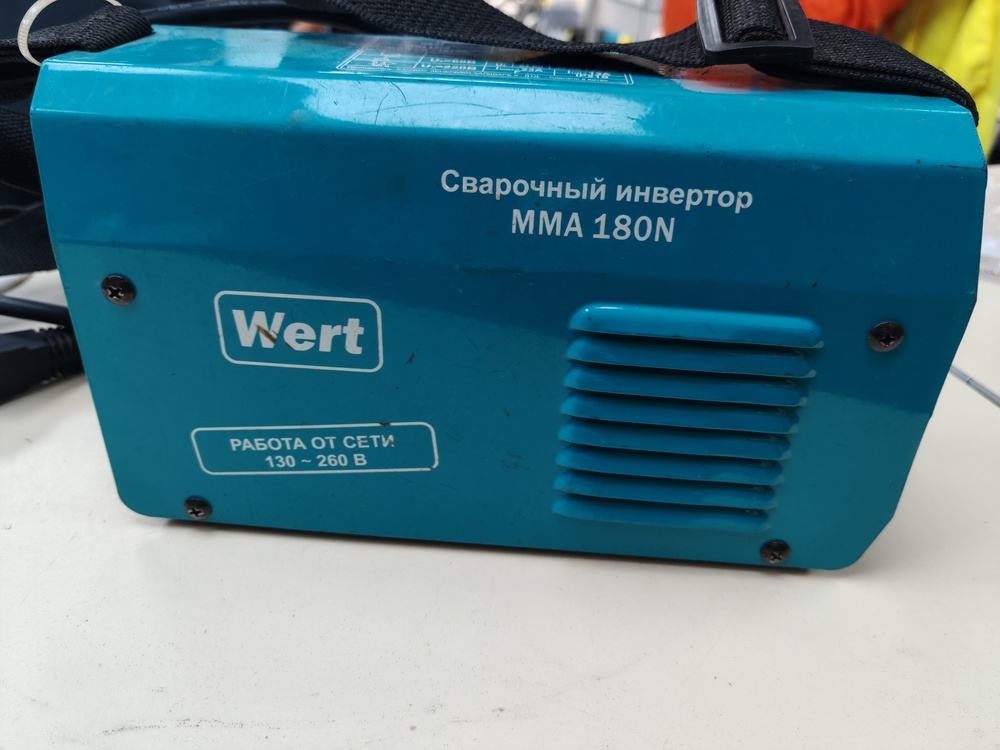 Сварочный инвертор
MMA 180N
Wert
РАБОТА ОТ СЕТИ
130 ~ 260 В